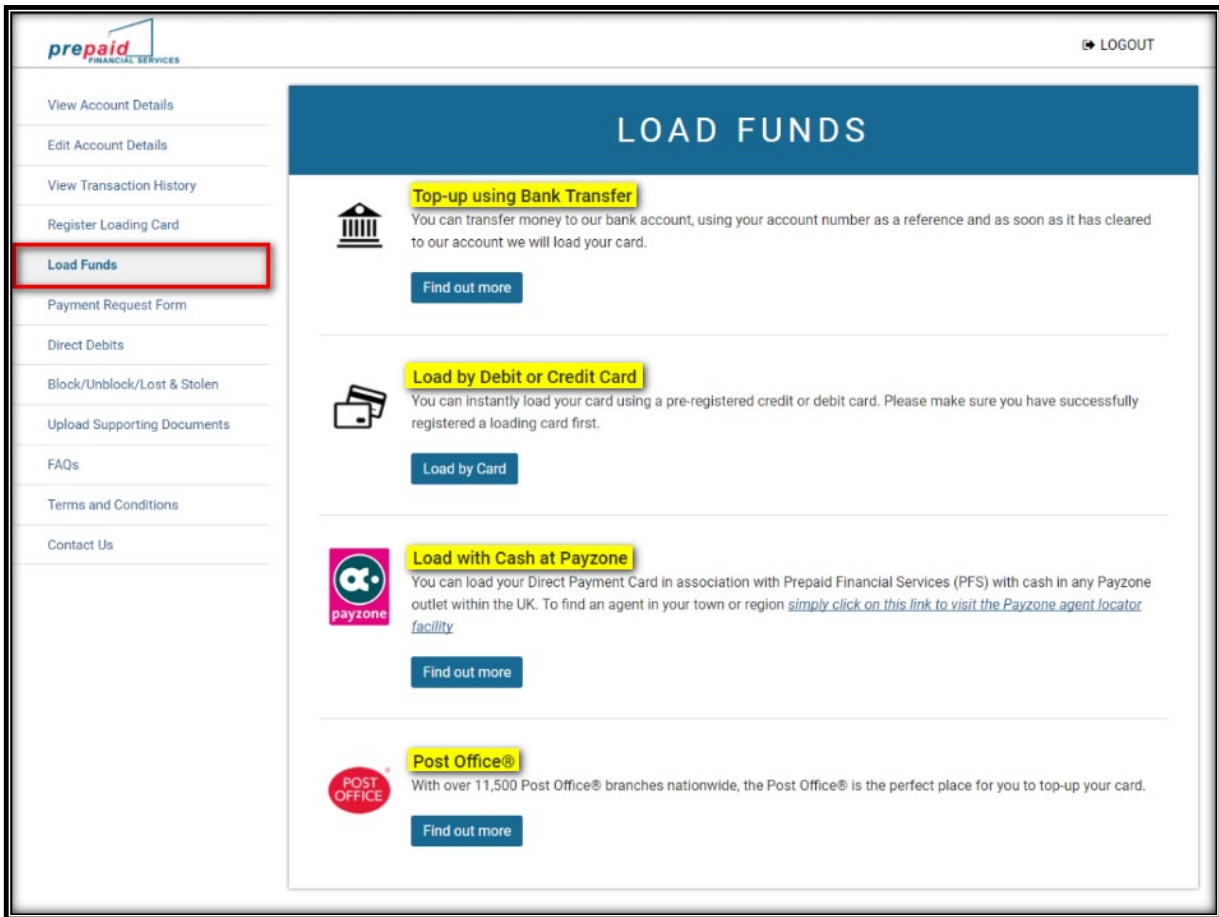 prepaid
FINANCIAL SERVICES
LOGOUT
View Account Details
Edit Account Details
View Transaction History
Register Loading Card
Load Funds
Payment Request Form
Direct Debits
Block/Unblock/Lost & Stolen
Upload Supporting Documents
FAQs
Terms and Conditions
Contact Us
LOAD FUNDS
Top-up using Bank Transfer
You can transfer money to our bank account, using your account number as a reference and as soon as it has cleared
to our account we will load your card.
Find out more
Load by Debit or Credit Card
You can instantly load your card using a pre-registered credit or debit card. Please make sure you have successfully
registered a loading card first.
Load by Card
payzone
Load with Cash at Payzone
You can load your Direct Payment Card in association with Prepaid Financial Services (PFS) with cash in any Payzone
outlet within the UK. To find an agent in your town or region simply click on this link to visit the Payzone agent locator
facility
Find out more
POST
OFFICE
Post Office®
With over 11,500 Post Office® branches nationwide, the Post Office® is the perfect place for you to top-up your card.
Find out more